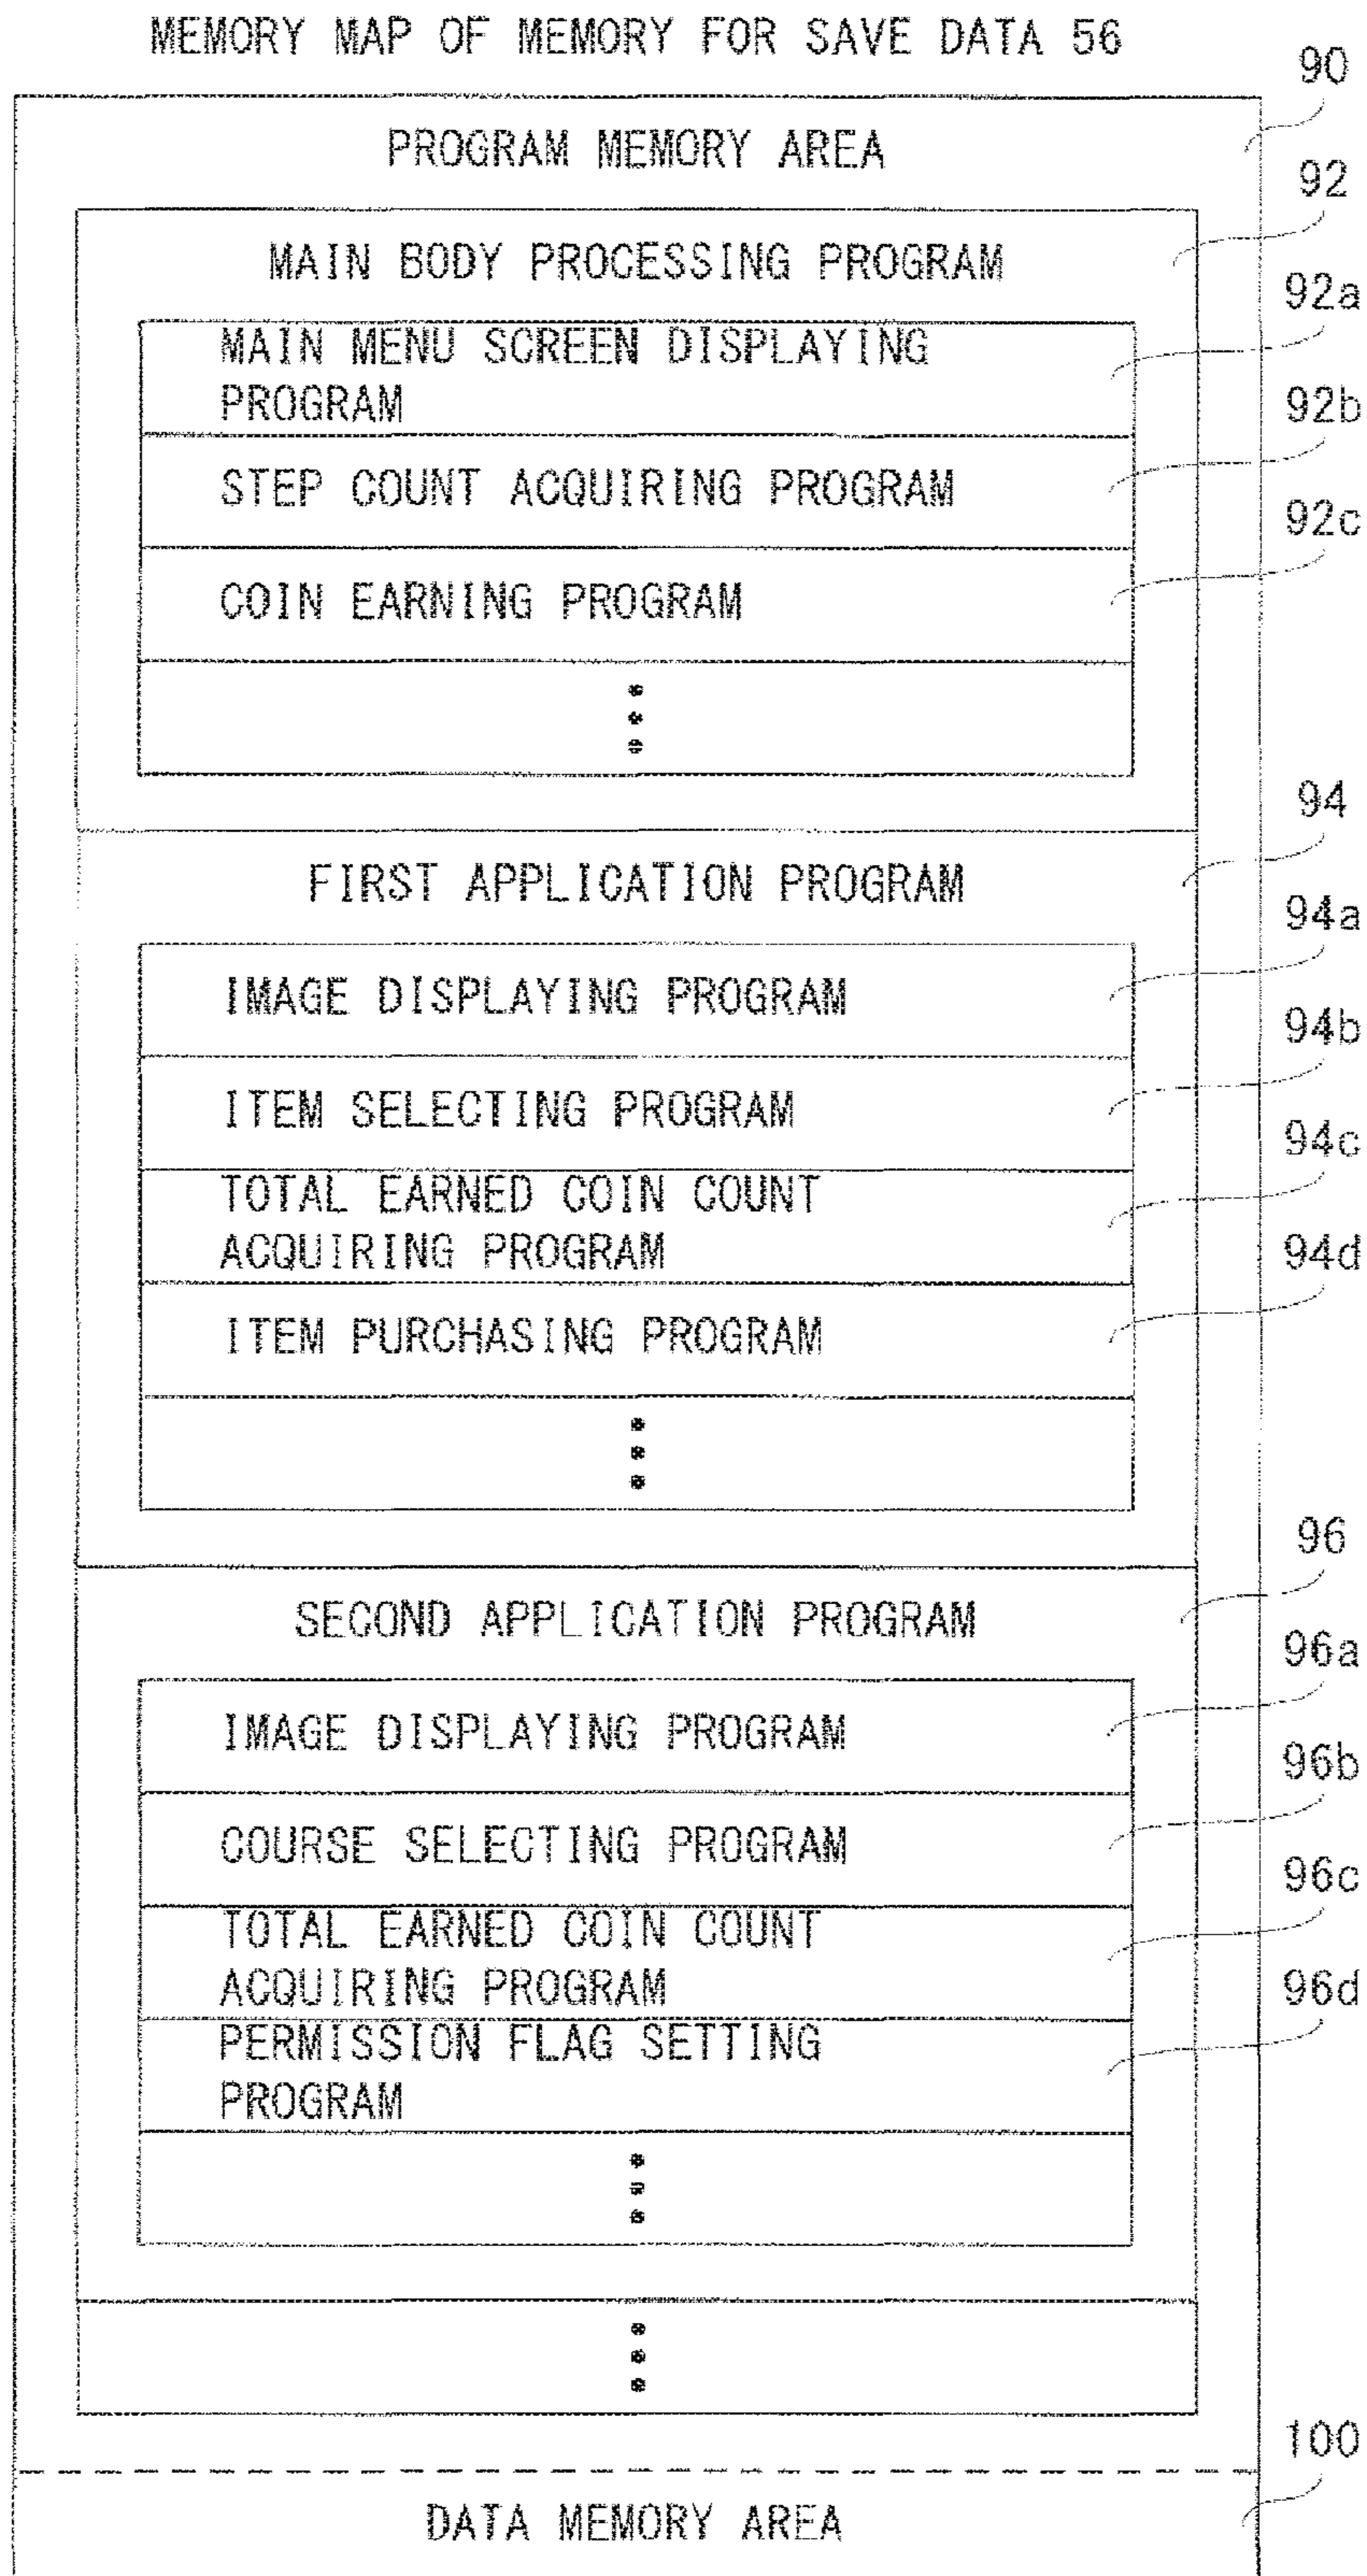 MEMORY MAP OF MEMORY FOR SAVE DATA 56
90
PROGRAM MEMORY AREA
92
MAIN BODY PROCESSING PROGRAM
92a
MAIN MENU SCREEN DISPLAYING
PROGRAM
92b
STEP COUNT ACQUIRING PROGRAM
92c
COIN EARNING PROGRAM
94
FIRST APPLICATION PROGRAM
94a
IMAGE DISPLAYING PROGRAM
94b
ITEM SELECTING PROGRAM
94c
TOTAL EARNED COIN COUNT
ACQUIRING PROGRAM
94d
ITEM PURCHASING PROGRAM
96
SECOND APPLICATION PROGRAM
96a
IMAGE DISPLAYING PROGRAM
96b
COURSE SELECTING PROGRAM
96c
TOTAL EARNED COIN COUNT
ACQUIRING PROGRAM
96d
PERMISSION FLAG SETTING
PROGRAM
100
DATA MEMORY AREA